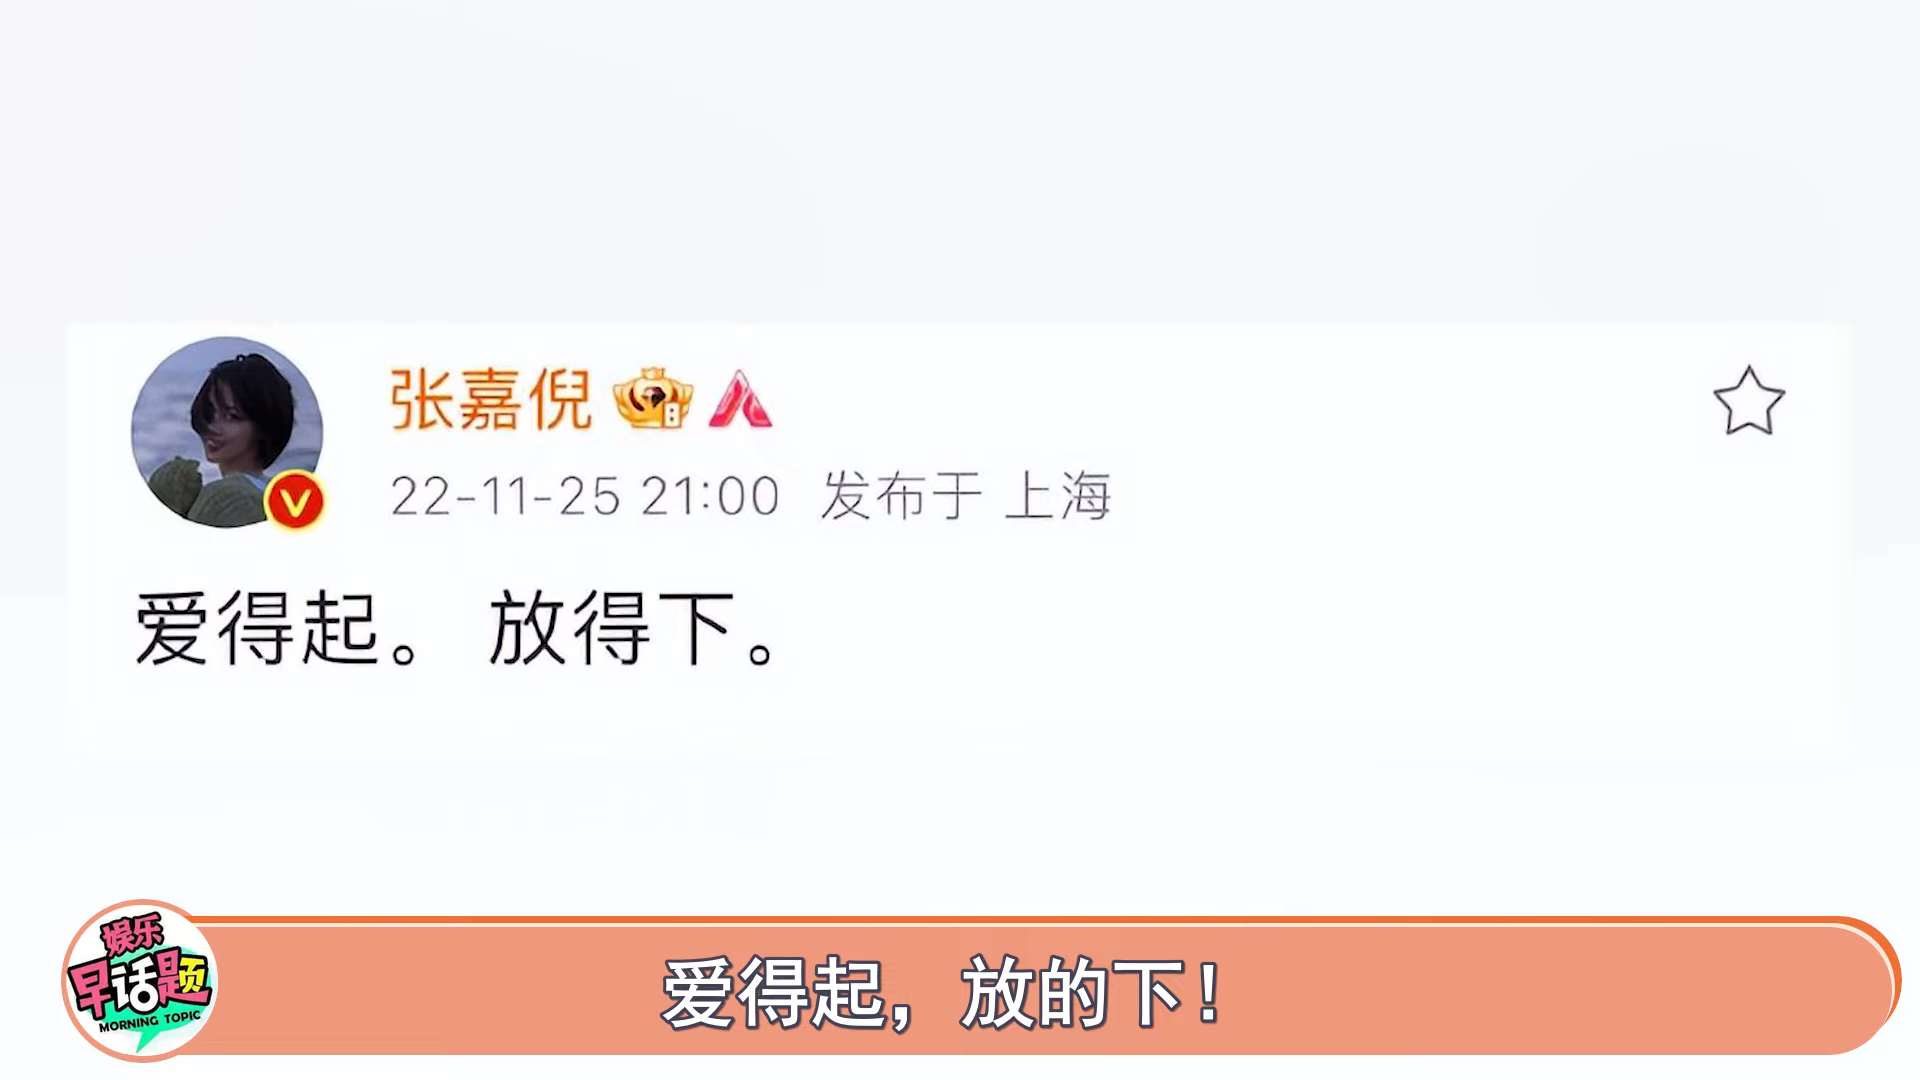 张嘉倪
22-11-25 21:00 发布于 上海
爱得起。 放得下。
娱乐
早话题
MORNING TOPIC
爱得起，放的下！